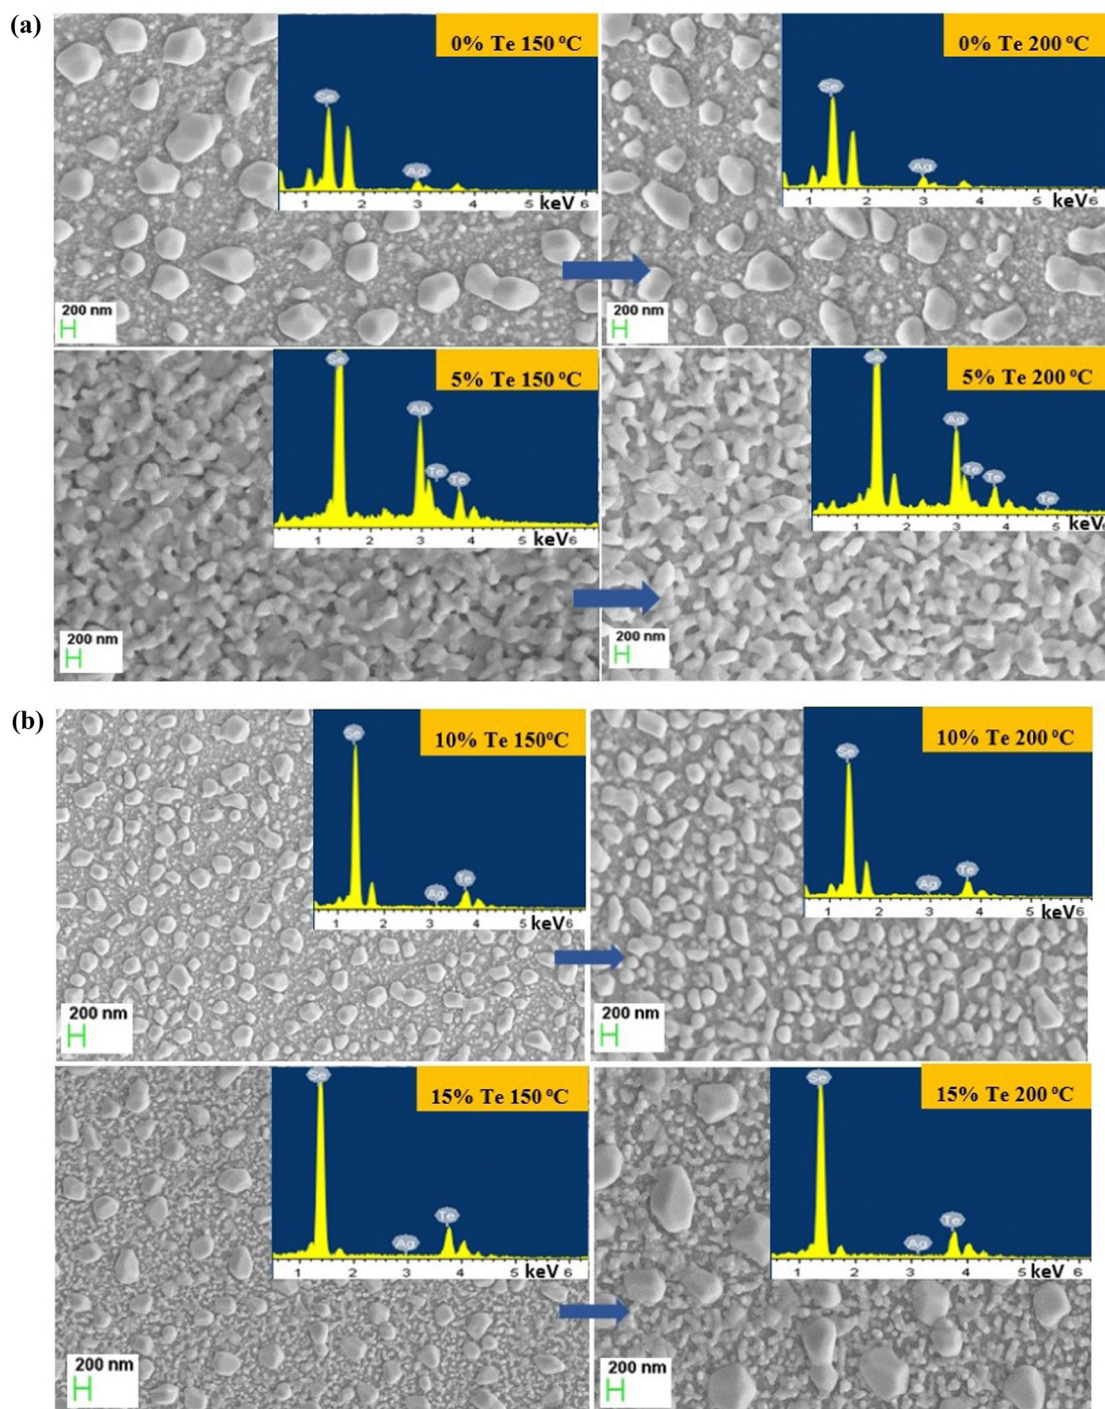 (a)
0% Te 150 ºC
Se
Ag
1 2 3 4 5 keV 6
200 nm
0% Te 200 ºC
Se
Ag
1 2 3 4 5 keV 6
200 nm
5% Te 150 ºC
Se
Ag
Te
Te
1 2 3 4 5 keV
200 nm
5% Te 200 ºC
Se
Ag
Te
Te
Te
1 2 3 4 5 keV
200 nm
(b)
10% Te 150ºC
Se
Ag
Te
1 2 3 4 5 keV 6
200 nm
10% Te 200 ºC
Se
Ag
Te
1 2 3 4 5 keV 6
200 nm
15% Te 150 ºC
Se
Ag
Te
1 2 3 4 5 keV 6
200 nm
15% Te 200 ºC
Se
Ag
Te
1 2 3 4 5 keV 6
200 nm